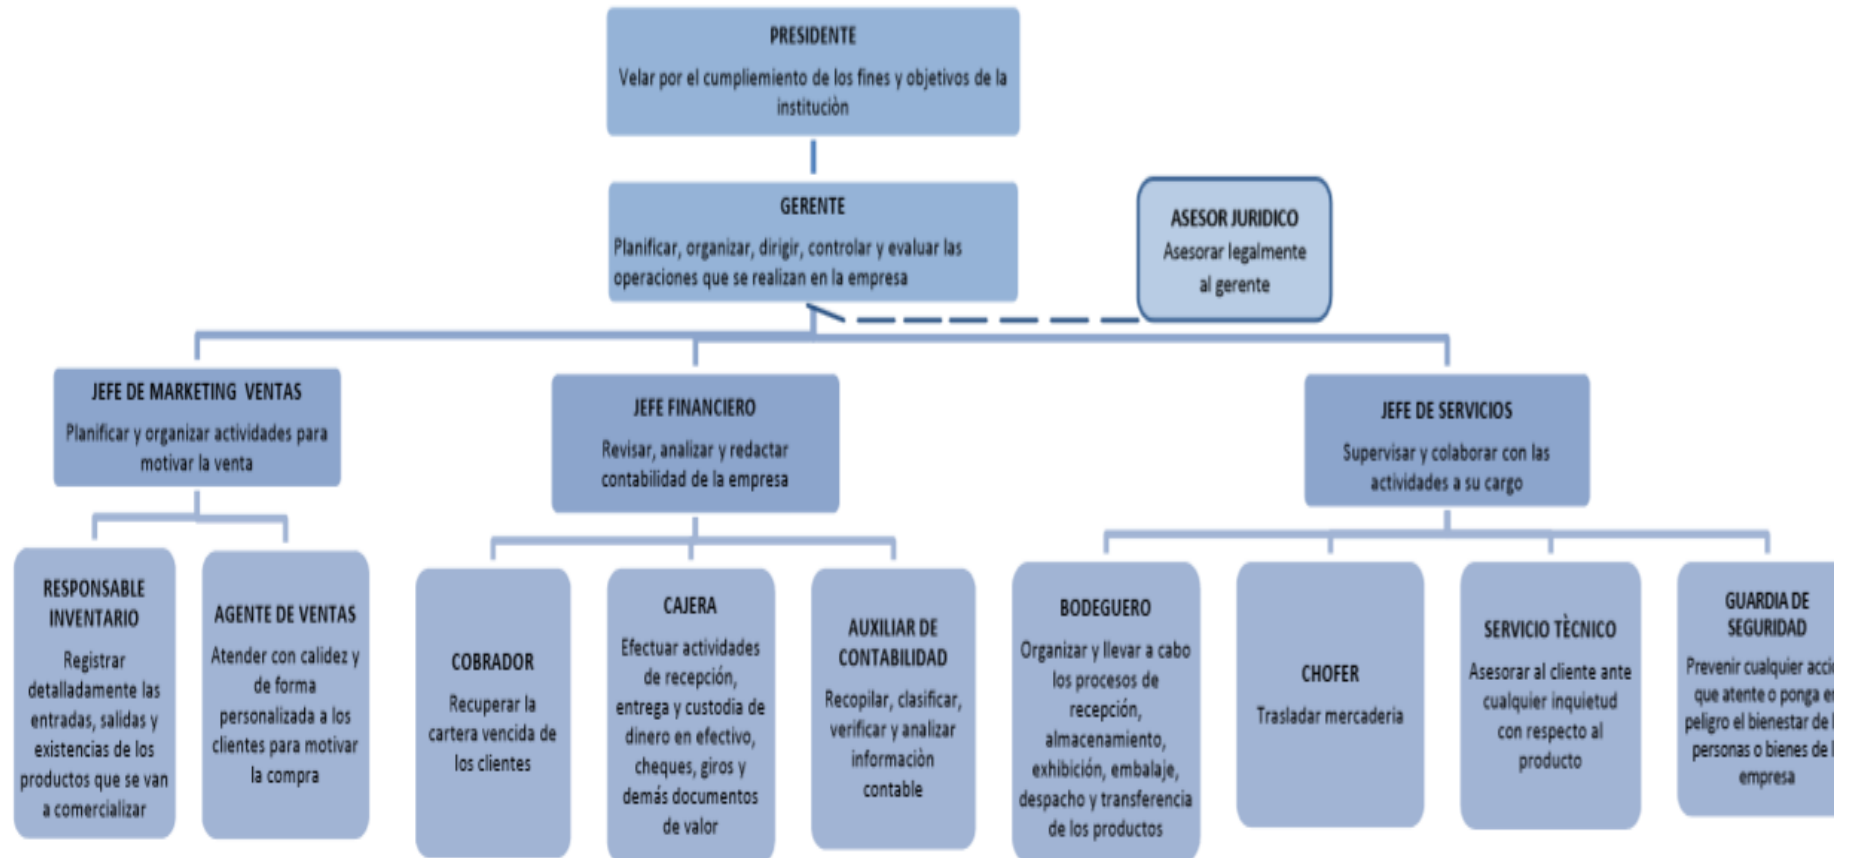 PRESIDENTE
Velar por el cumpliemiento de los fines y objetivos de la
instituciòn
GERENTE
Planificar, organizar, dirigir, controlar y evaluar las
operaciones que se realizan en la empresa
ASESOR JURIDICO
Asesorar legalmente
al gerente
JEFE DE MARKETING VENTAS
Planificar y organizar actividades para
motivar la venta
JEFE FINANCIERO
Revisar, analizar y redactar
contabilidad de la empresa
JEFE DE SERVICIOS
Supervisar y colaborar con las
actividades a su cargo
RESPONSABLE
INVENTARIO
Registrar
detalladamente las
entradas, salidas y
existencias de los
productos que se van
a comercializar
AGENTE DE VENTAS
Atender con calidez y
de forma
personalizada a los
clientes para motivar
la compra
COBRADOR
Recuperar la
cartera vencida de
los clientes
CAJERA
Efectuar actividades
de recepción,
entrega y custodia de
dinero en efectivo,
cheques, giros y
demás documentos
de valor
AUXILIAR DE
CONTABILIDAD
Recopilar, clasificar,
verificar y analizar
informaciòn
contable
BODEGUERO
Organizar y llevar a cabo
los procesos de
recepción,
almacenamiento,
exhibición, embalaje,
despacho y transferencia
de los productos
CHOFER
Trasladar mercaderia
SERVICIO TÈCNICO
Asesorar al cliente ante
cualquier inquietud
con respecto al
producto
GUARDIA DE
SEGURIDAD
Prevenir cualquier
que atente o ponga
peligro el bienestar de
personas o bienes de
empresa